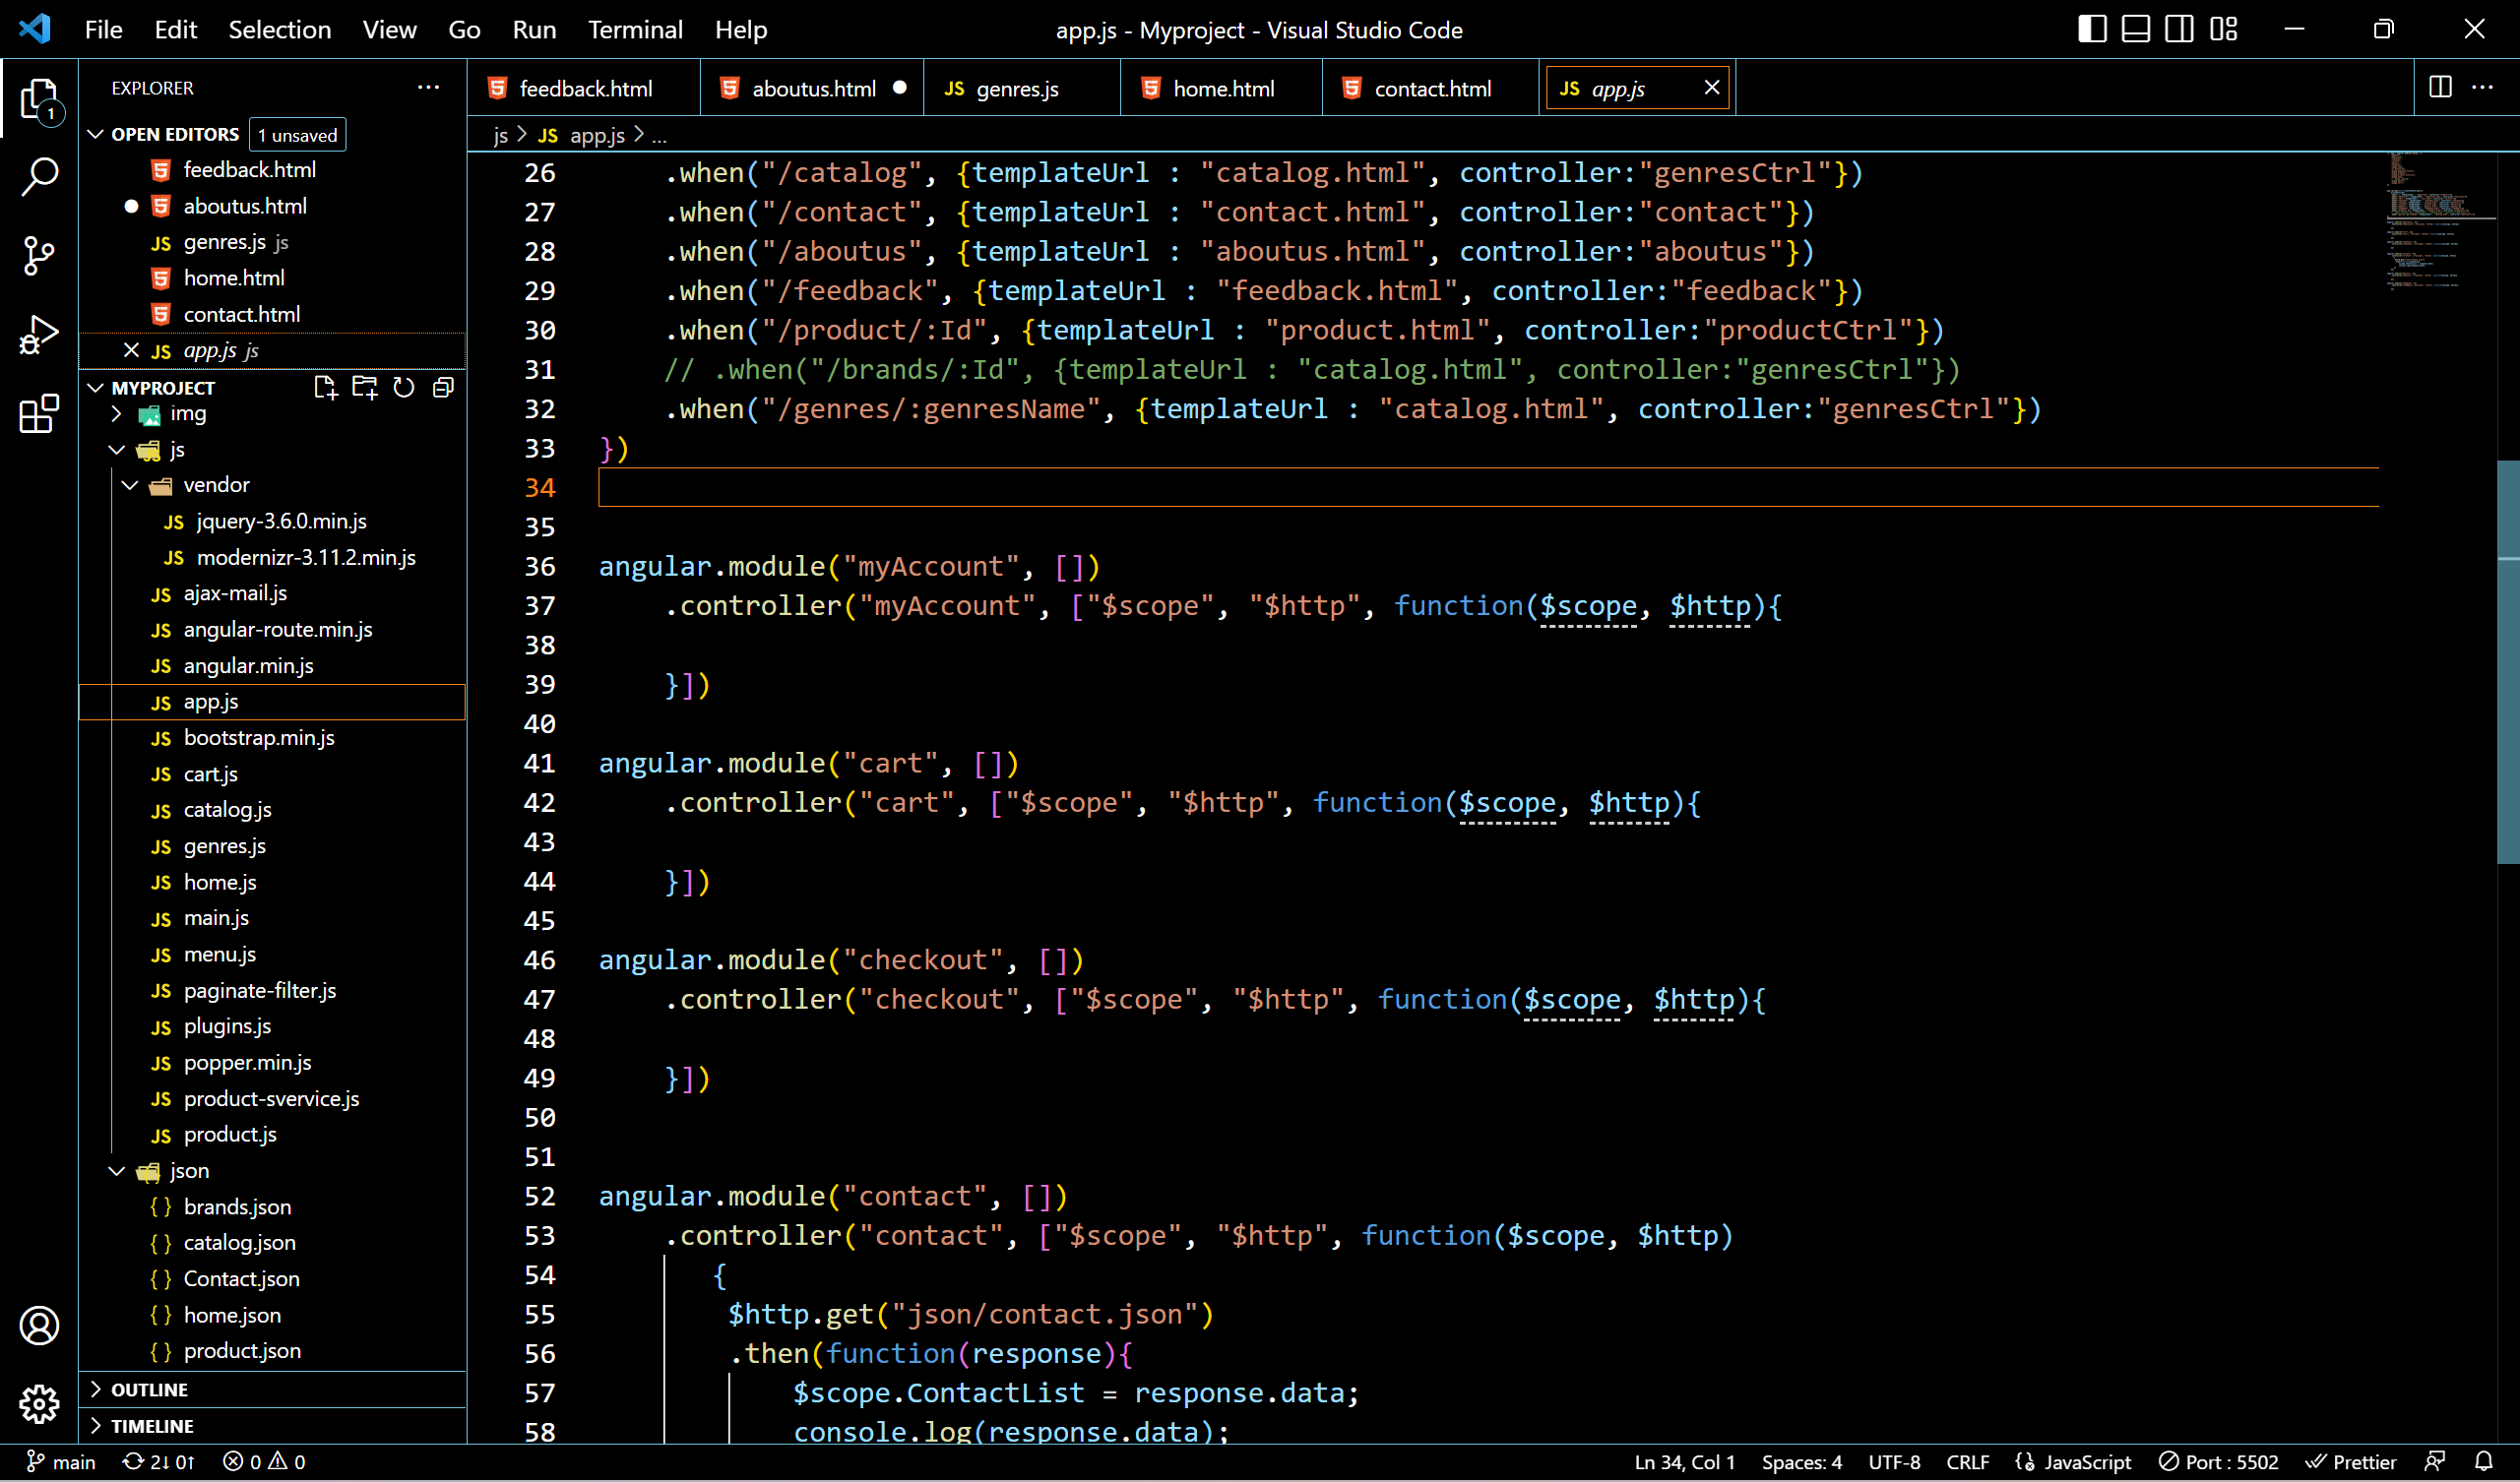 File Edit Selection View Go Run Terminal Help
app.js - Myproject - Visual Studio Code
EXPLORER
1
OPEN EDITORS 1 unsaved
feedback.html
aboutus.html
genres.js js
home.html
contact.html
app.js js
MYPROJECT
img
js
vendor
jquery-3.6.0.min.js
modernizr-3.11.2.min.js
ajax-mail.js
angular-route.min.js
angular.min.js
app.js
bootstrap.min.js
cart.js
catalog.js
genres.js
home.js
main.js
menu.js
paginate-filter.js
plugins.js
popper.min.js
product-svervice.js
product.js
json
brands.json
catalog.json
Contact.json
home.json
product.json
OUTLINE
TIMELINE
feedback.html aboutus.html JS genres.js home.html contact.html JS app.js
js > JS app.js > ...
26 .when("/catalog", {templateUrl : "catalog.html", controller:"genresCtrl"})
27 .when("/contact", {templateUrl : "contact.html", controller:"contact"})
28 .when("/aboutus", {templateUrl : "aboutus.html", controller:"aboutus"})
29 .when("/feedback", {templateUrl : "feedback.html", controller:"feedback"})
30 .when("/product/:Id", {templateUrl : "product.html", controller:"productCtrl"})
31 // .when("/brands/:Id", {templateUrl : "catalog.html", controller:"genresCtrl"})
32 .when("/genres/:genresName", {templateUrl : "catalog.html", controller:"genresCtrl"})
33 })
34
35
36 angular.module("myAccount", [])
37 .controller("myAccount", ["$scope", "$http", function($scope, $http){
38
39 }])
40
41 angular.module("cart", [])
42 .controller("cart", ["$scope", "$http", function($scope, $http){
43
44 }])
45
46 angular.module("checkout", [])
47 .controller("checkout", ["$scope", "$http", function($scope, $http){
48
49 }])
50
51
52 angular.module("contact", [])
53 .controller("contact", ["$scope", "$http", function($scope, $http)
54 {
55 $http.get("json/contact.json")
56 .then(function(response){
57 $scope.ContactList = response.data;
58 console.log(response.data);
main 2↓ 0↑ 0 0
Ln 34, Col 1 Spaces: 4 UTF-8 CRLF JavaScript Port : 5502 Prettier